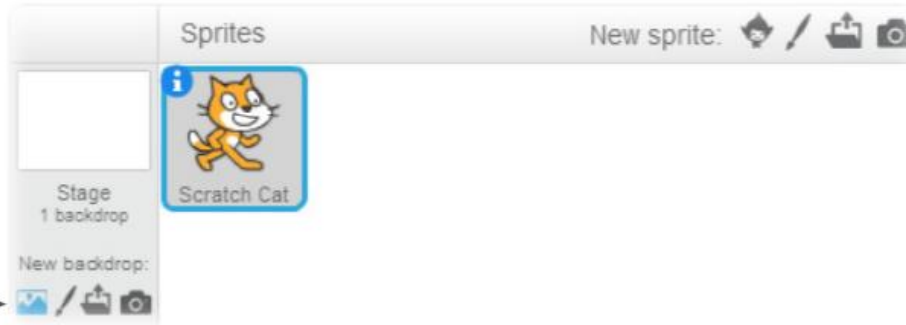 Sprites
New sprite:
Scratch Cat
Stage
1 backdrop
New backdrop: